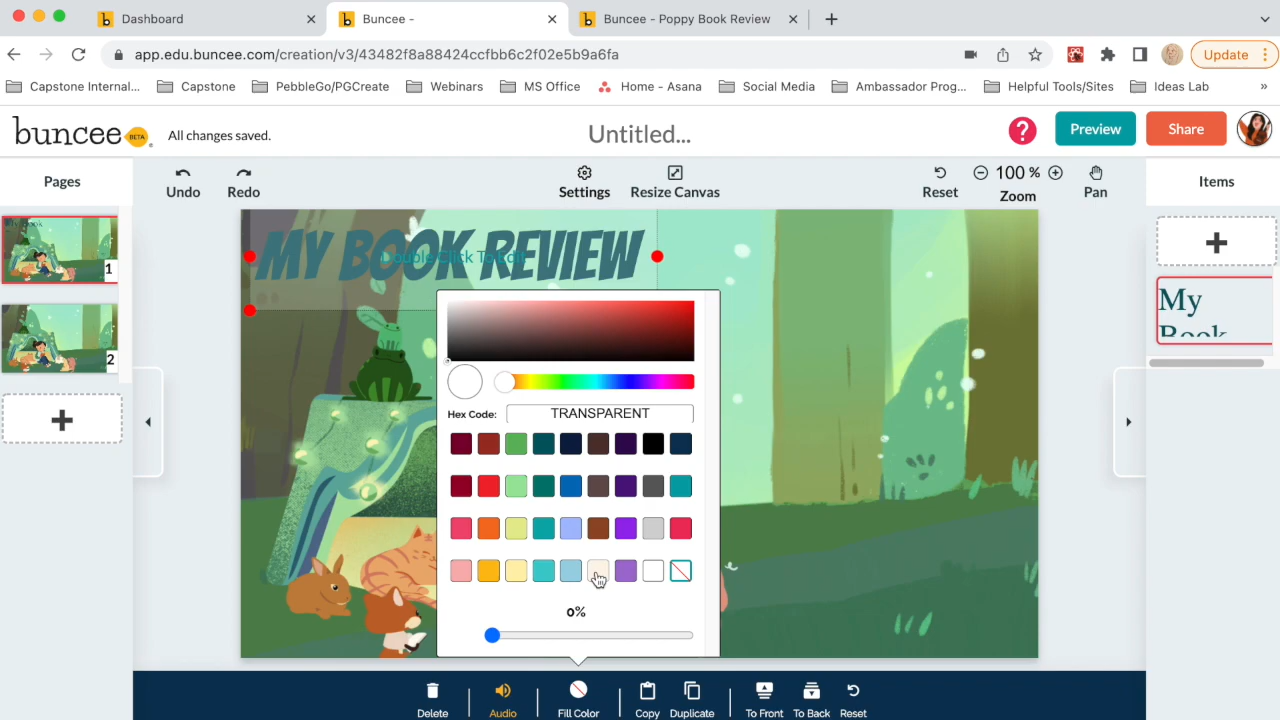 Dashboard
Buncee -
Buncee - Poppy Book Review
app.edu.buncee.com/creation/v3/43482f8a88424ccfbb6c2f02e5b9a6fa
Update
Capstone Internal...
Capstone
PebbleGo/PGCreate
Webinars
MS Office
Home - Asana
Social Media
Ambassador Prog...
Helpful Tools/Sites
Ideas Lab
»
buncee
BETA
All changes saved.
Untitled...
?
Preview
Share
Pages
Undo
Redo
Settings
Resize Canvas
Reset
100 %
Zoom
Pan
Items
My Book
1
2
MY BOOK REVIEW
Double Click To Edit
My
Book
Hex Code:
TRANSPARENT
0%
Delete
Audio
Fill Color
Copy
Duplicate
To Front
To Back
Reset